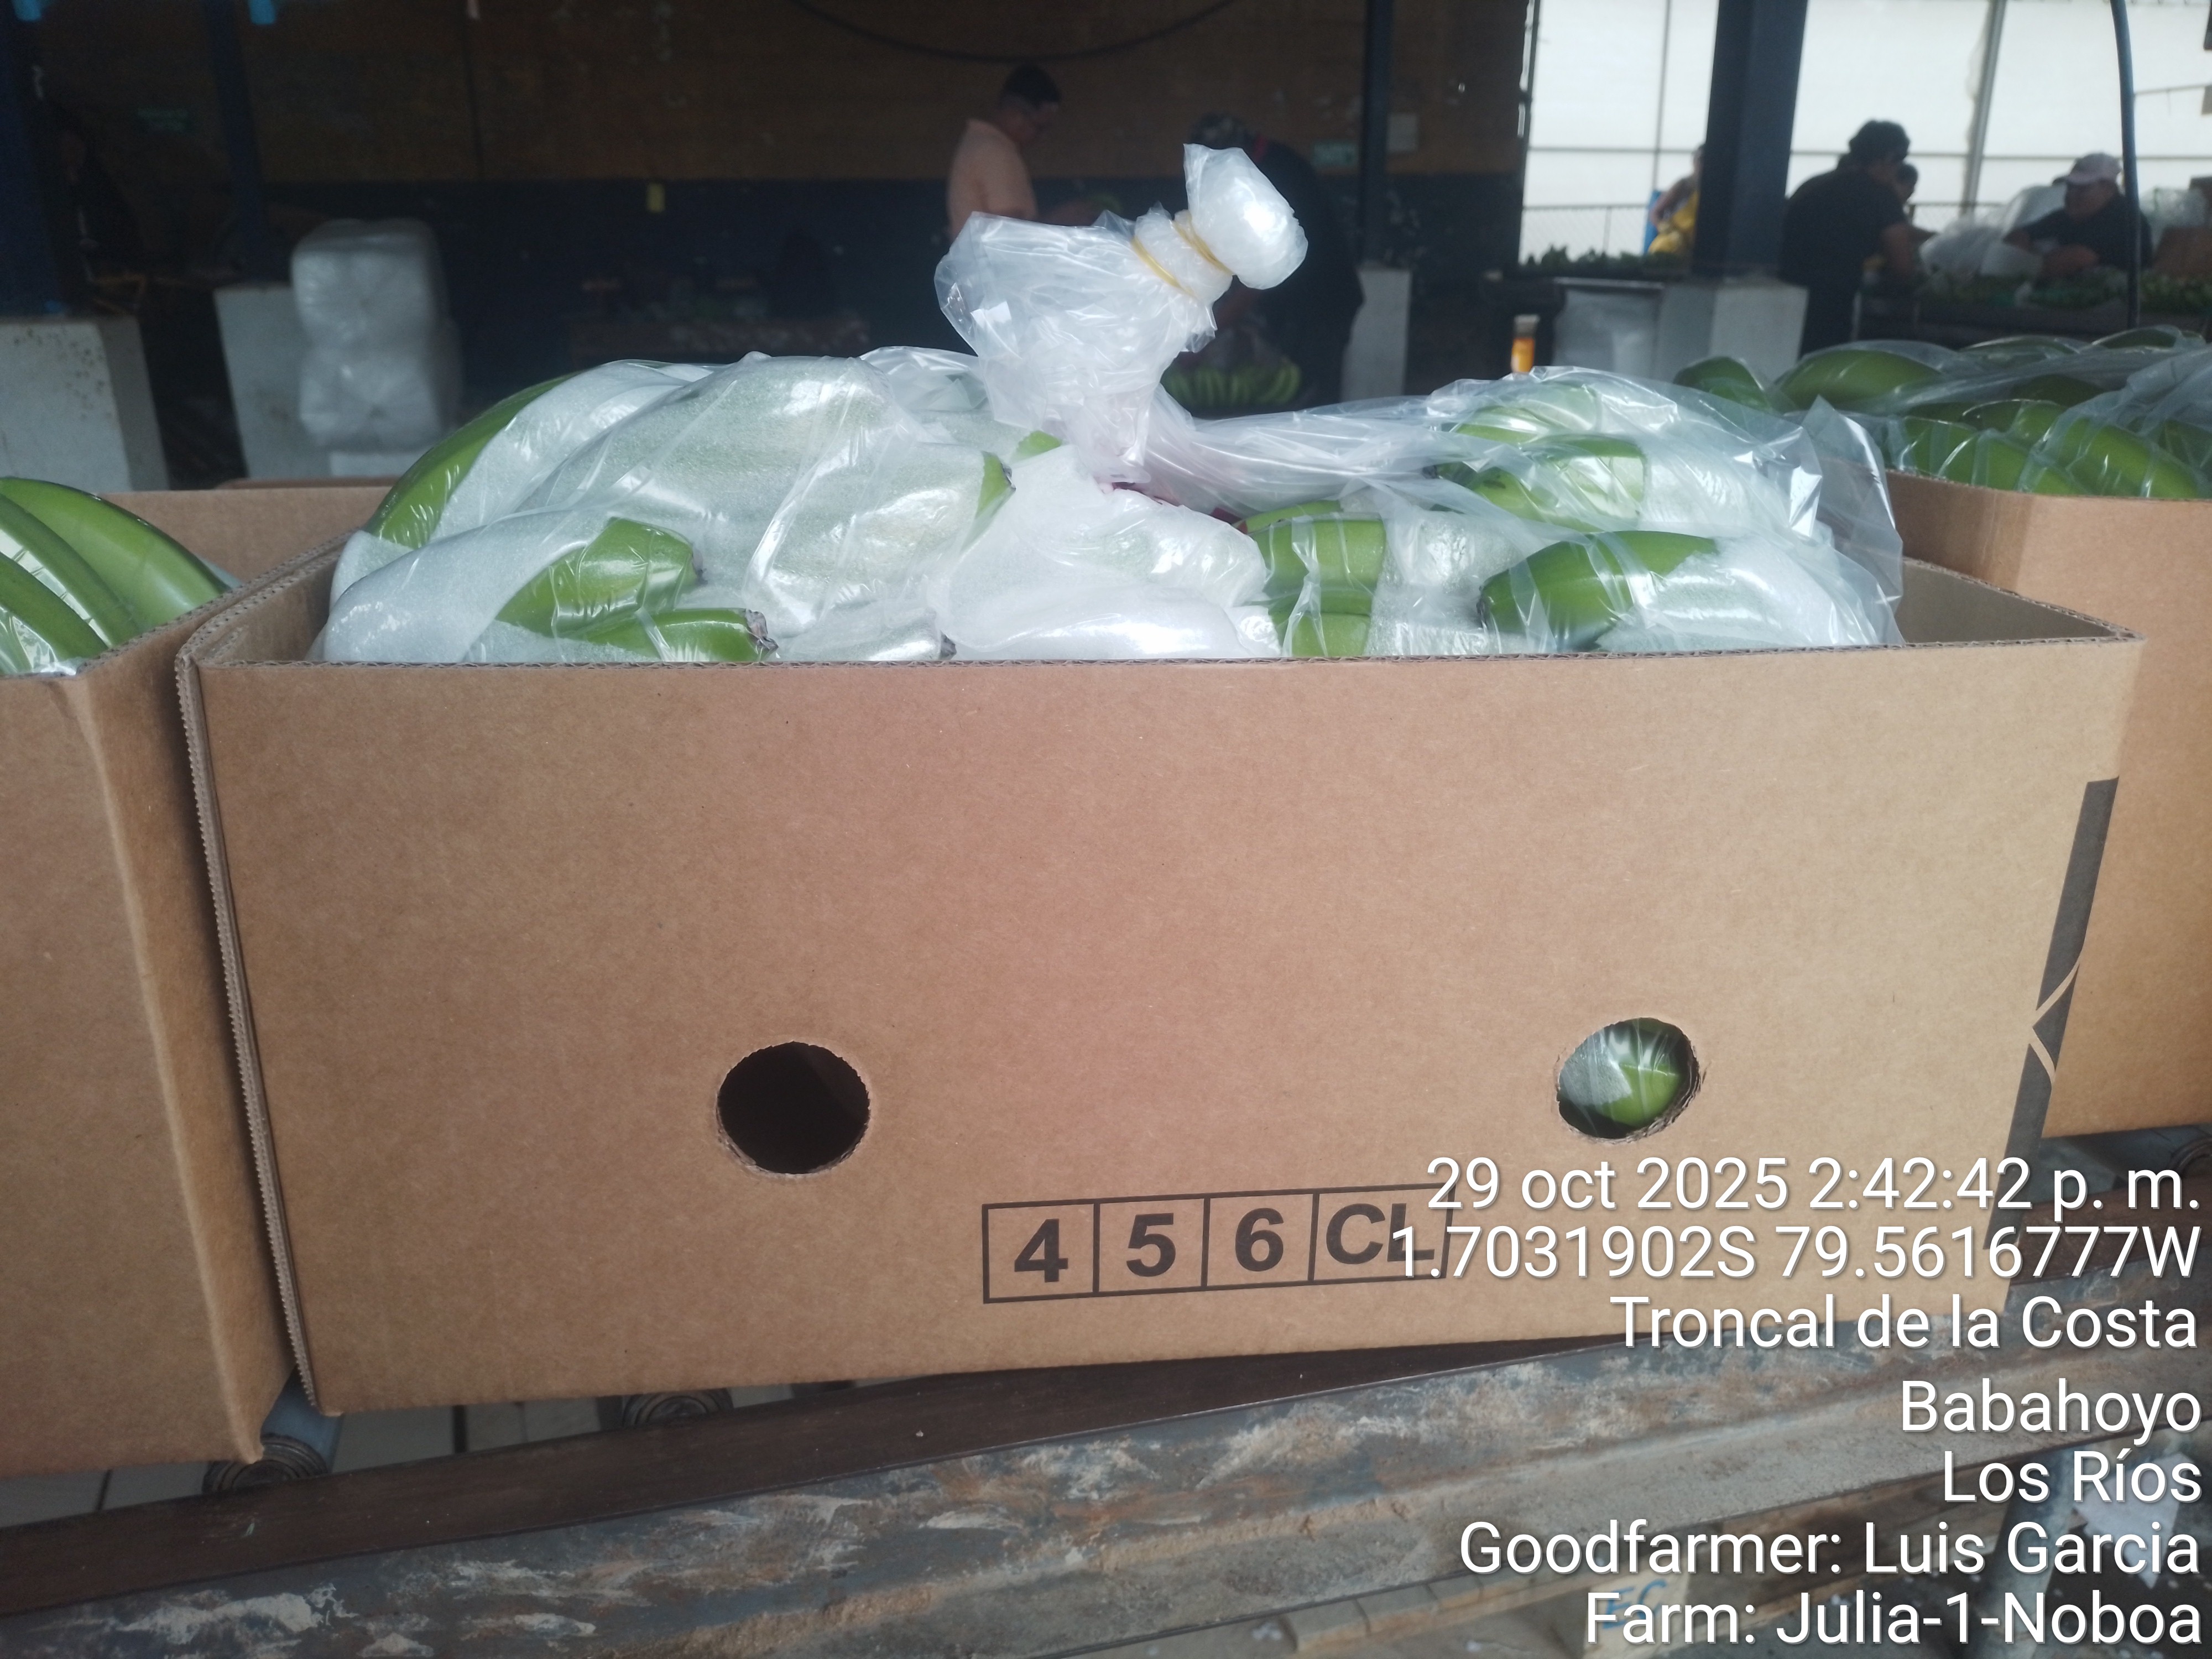 4 5 6 CL
29 oct 2025 2:42:42 p. m.
1.7031902S 79.5616777W
Troncal de la Costa
Babahoyo
Los Ríos
Goodfarmer: Luis Garcia
Farm: Julia-1-Noboa